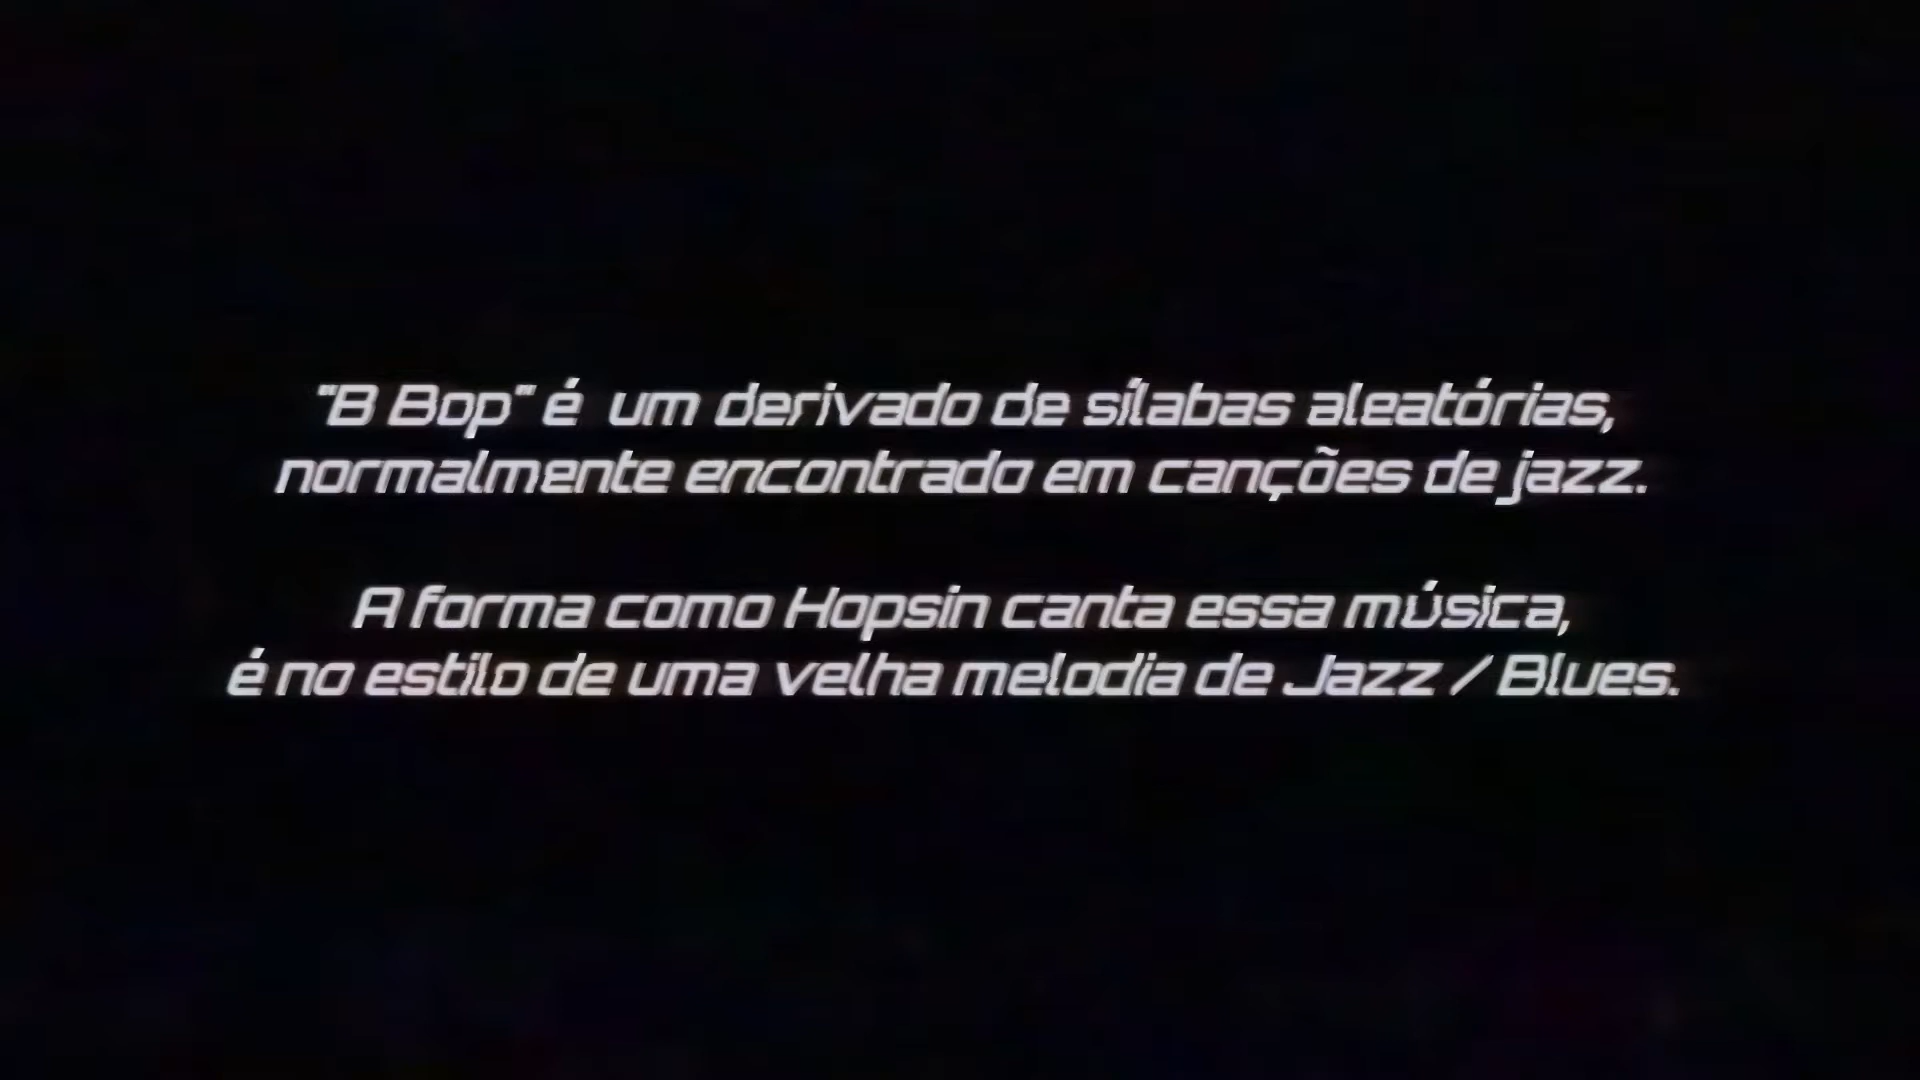 "B Bop" é um derivado de sílabas aleatórias,
normalmente encontrado em canções de jazz.
A forma como Hopsin canta essa música,
é no estilo de uma velha melodia de Jazz / Blues.